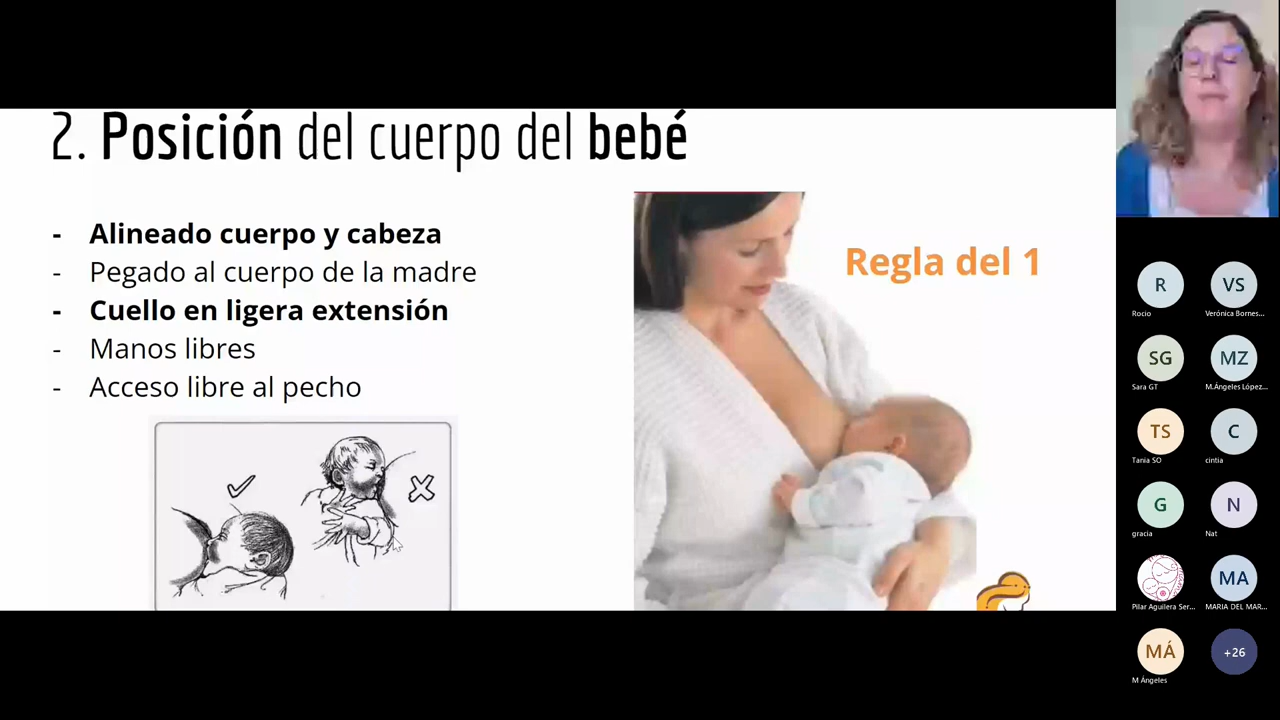 2. Posición del cuerpo del bebé
- Alineado cuerpo y cabeza
- Pegado al cuerpo de la madre
- Cuello en ligera extensión
- Manos libres
- Acceso libre al pecho
Regla del 1
R
Rocio
VS
Verónica Bornes...
SG
Sara GT
MZ
M.Ángeles López...
TS
Tania SO
C
cintia
G
gracia
N
Nat
Pilar Aguilera Ser...
MA
MARIA DEL MAR...
MÁ
M Ángeles
+26